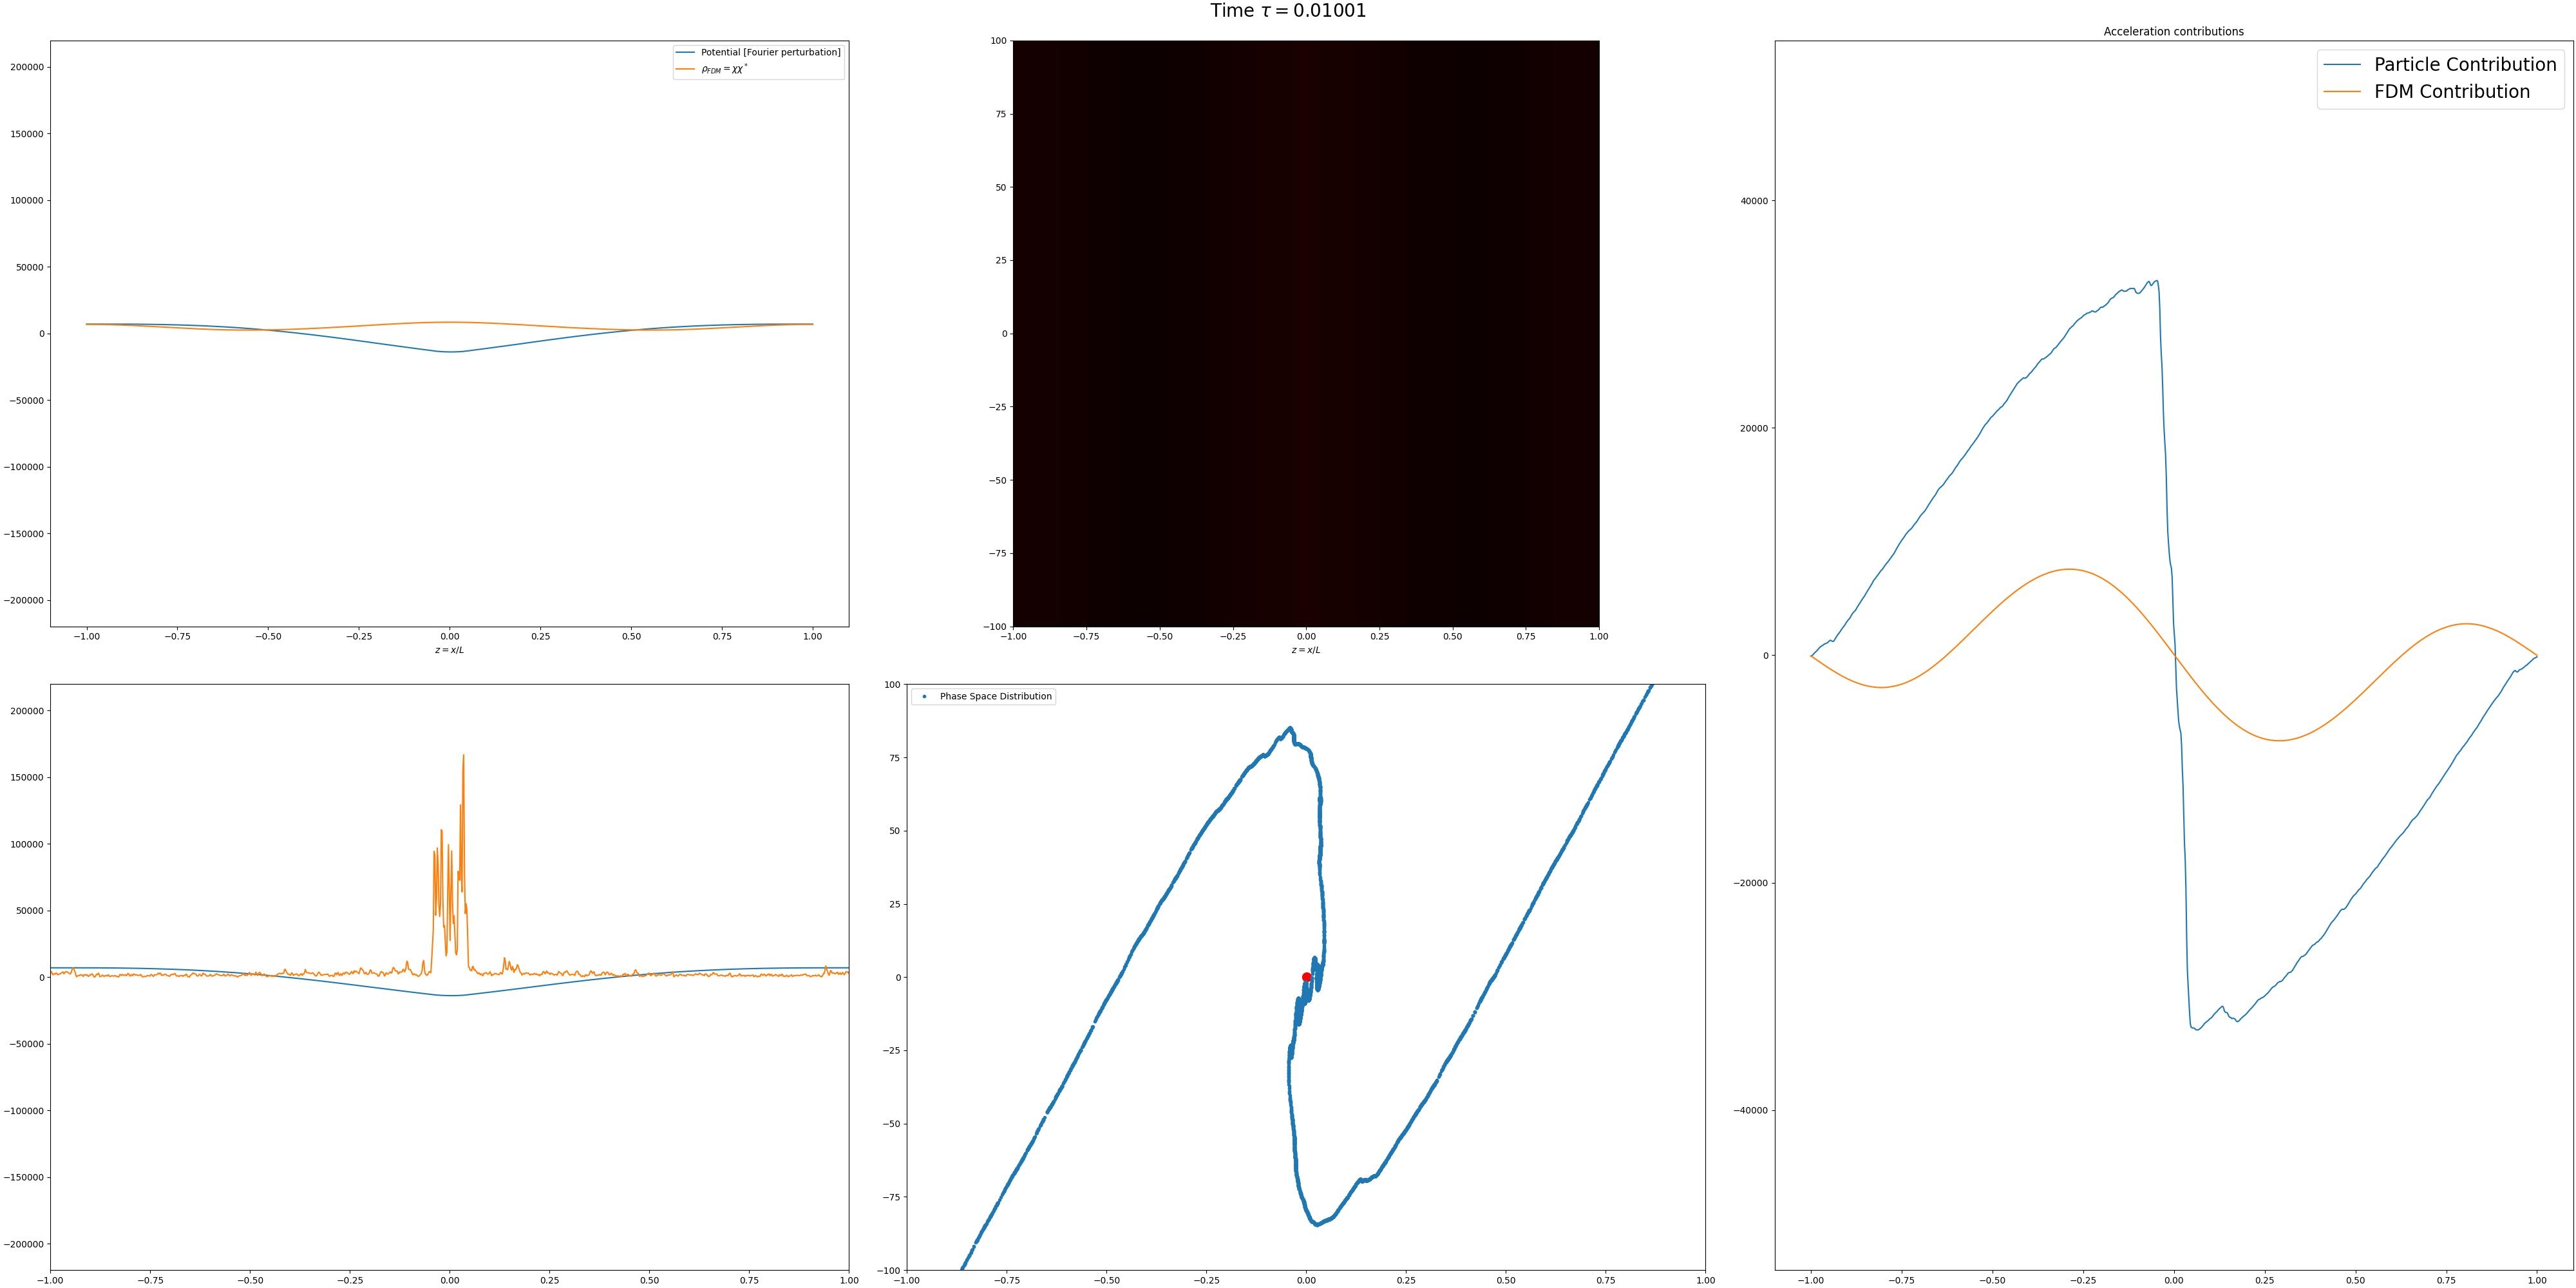 Time τ = 0.01001
200000
150000
100000
50000
0
−50000
−100000
−150000
−200000
−1.00 −0.75 −0.50 −0.25 0.00 0.25 0.50 0.75 1.00
z = x/L
Potential [Fourier perturbation]
ρFDM = χχ*
100
75
50
25
0
−25
−50
−75
−100
−1.00 −0.75 −0.50 −0.25 0.00 0.25 0.50 0.75 1.00
z = x/L
Acceleration contributions
Particle Contribution
FDM Contribution
40000
20000
0
−20000
−40000
−1.00 −0.75 −0.50 −0.25 0.00 0.25 0.50 0.75 1.00
200000
150000
100000
50000
0
−50000
−100000
−150000
−200000
−1.00 −0.75 −0.50 −0.25 0.00 0.25 0.50 0.75 1.00
Phase Space Distribution
100
75
50
25
0
−25
−50
−75
−100
−1.00 −0.75 −0.50 −0.25 0.00 0.25 0.50 0.75 1.00